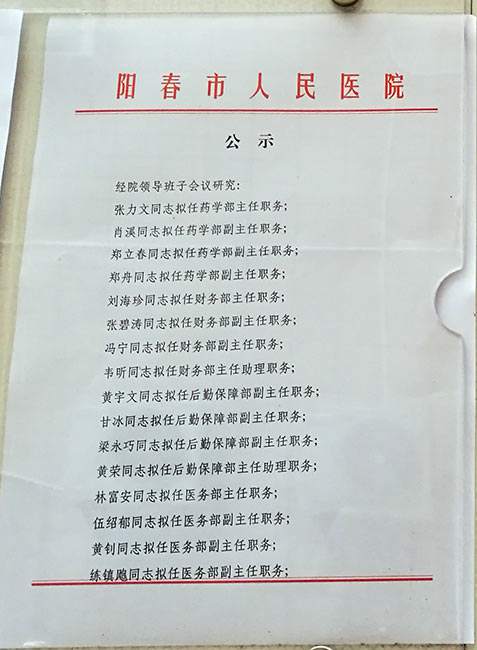 阳春市人民医院
公示
经院领导班子会议研究：
张力文同志拟任药学部主任职务；
肖溪同志拟任药学部副主任职务；
郑立春同志拟任药学部副主任职务；
郑舟同志拟任药学部副主任职务；
刘海珍同志拟任财务部主任职务；
张碧涛同志拟任财务部副主任职务；
冯宁同志拟任财务部副主任职务；
韦昕同志拟任财务部主任助理职务；
黄宇文同志拟任后勤保障部副主任职务；
甘冰同志拟任后勤保障部副主任职务；
梁永巧同志拟任后勤保障部副主任职务；
黄荣同志拟任后勤保障部主任助理职务；
林富安同志拟任医务部主任职务；
伍绍郁同志拟任医务部副主任职务；
黄钊同志拟任医务部副主任职务；
练镇飚同志拟任医务部副主任职务；